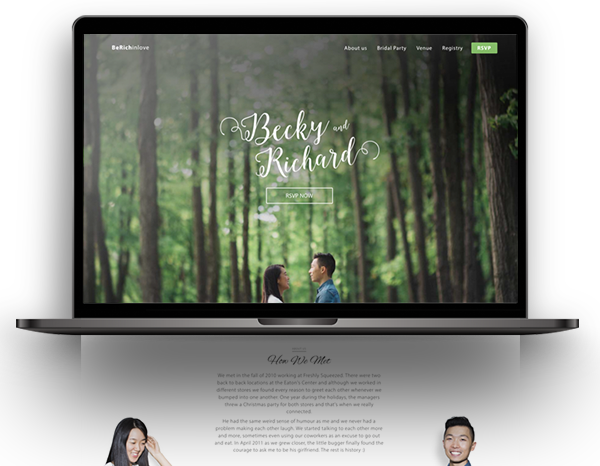 BeRichinlove
About us Bridal Party Venue Registry RSVP
Becky and
Richard
RSVP NOW
How We Met
We met in the fall of 2010 working at Freshly Squeezed. There were two
back to back locations at the Eaton's Center and although we worked in
different stores we found every reason to greet each other whenever we
bumped into one another. One year during the holidays, the managers
threw a Christmas party for both stores and that's when we really
connected.
He had the same weird sense of humour as me and we never had a
problem making each other laugh. We started talking to each other more
and more, sometimes even using our coworkers as an excuse to go out
and eat. In April 2011 as we grew closer, the little bugger finally found the
courage to ask me to be his girlfriend. The rest is history :)